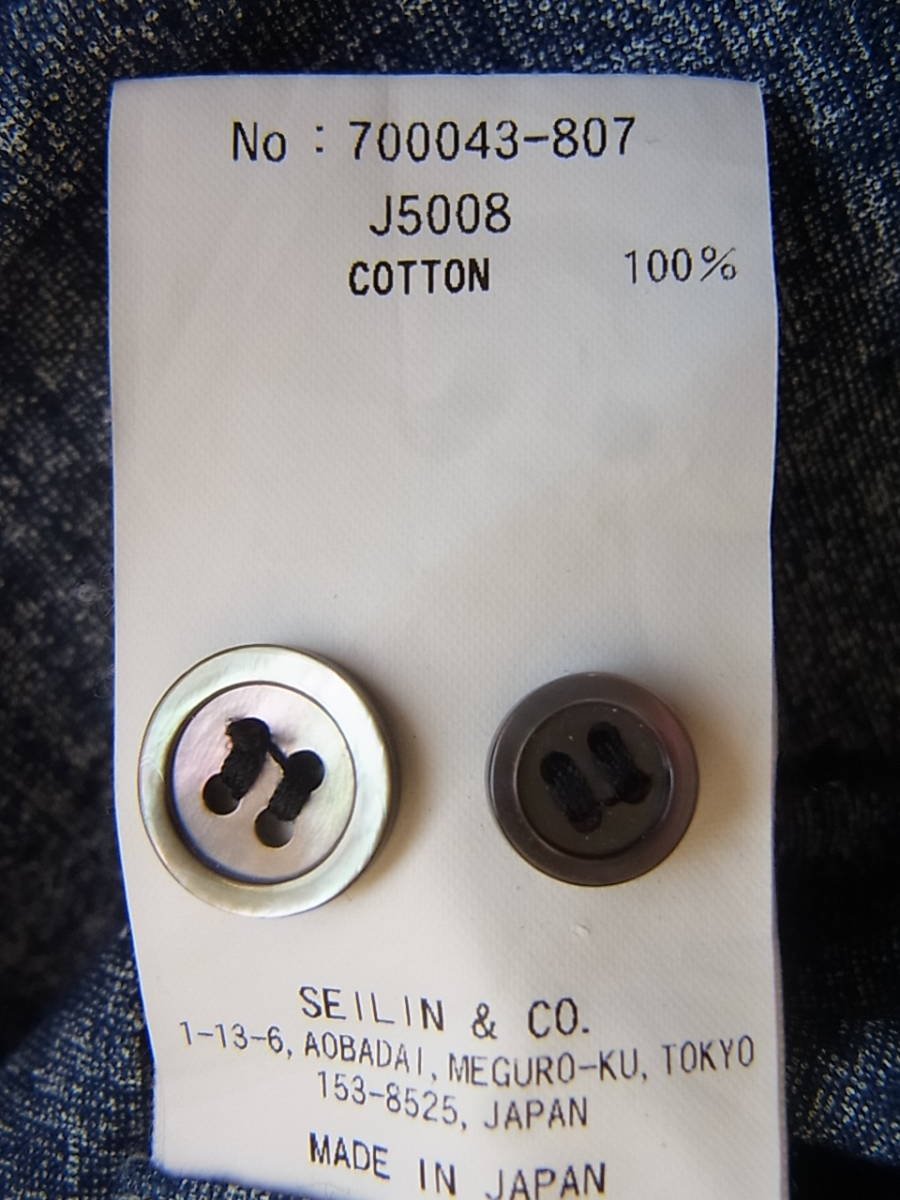 No : 700043-807
J5008
COTTON 100%
SEILIN & CO.
1-13-6, AOBADAI, MEGURO-KU, TOKYO
153-8525, JAPAN
MADE IN JAPAN